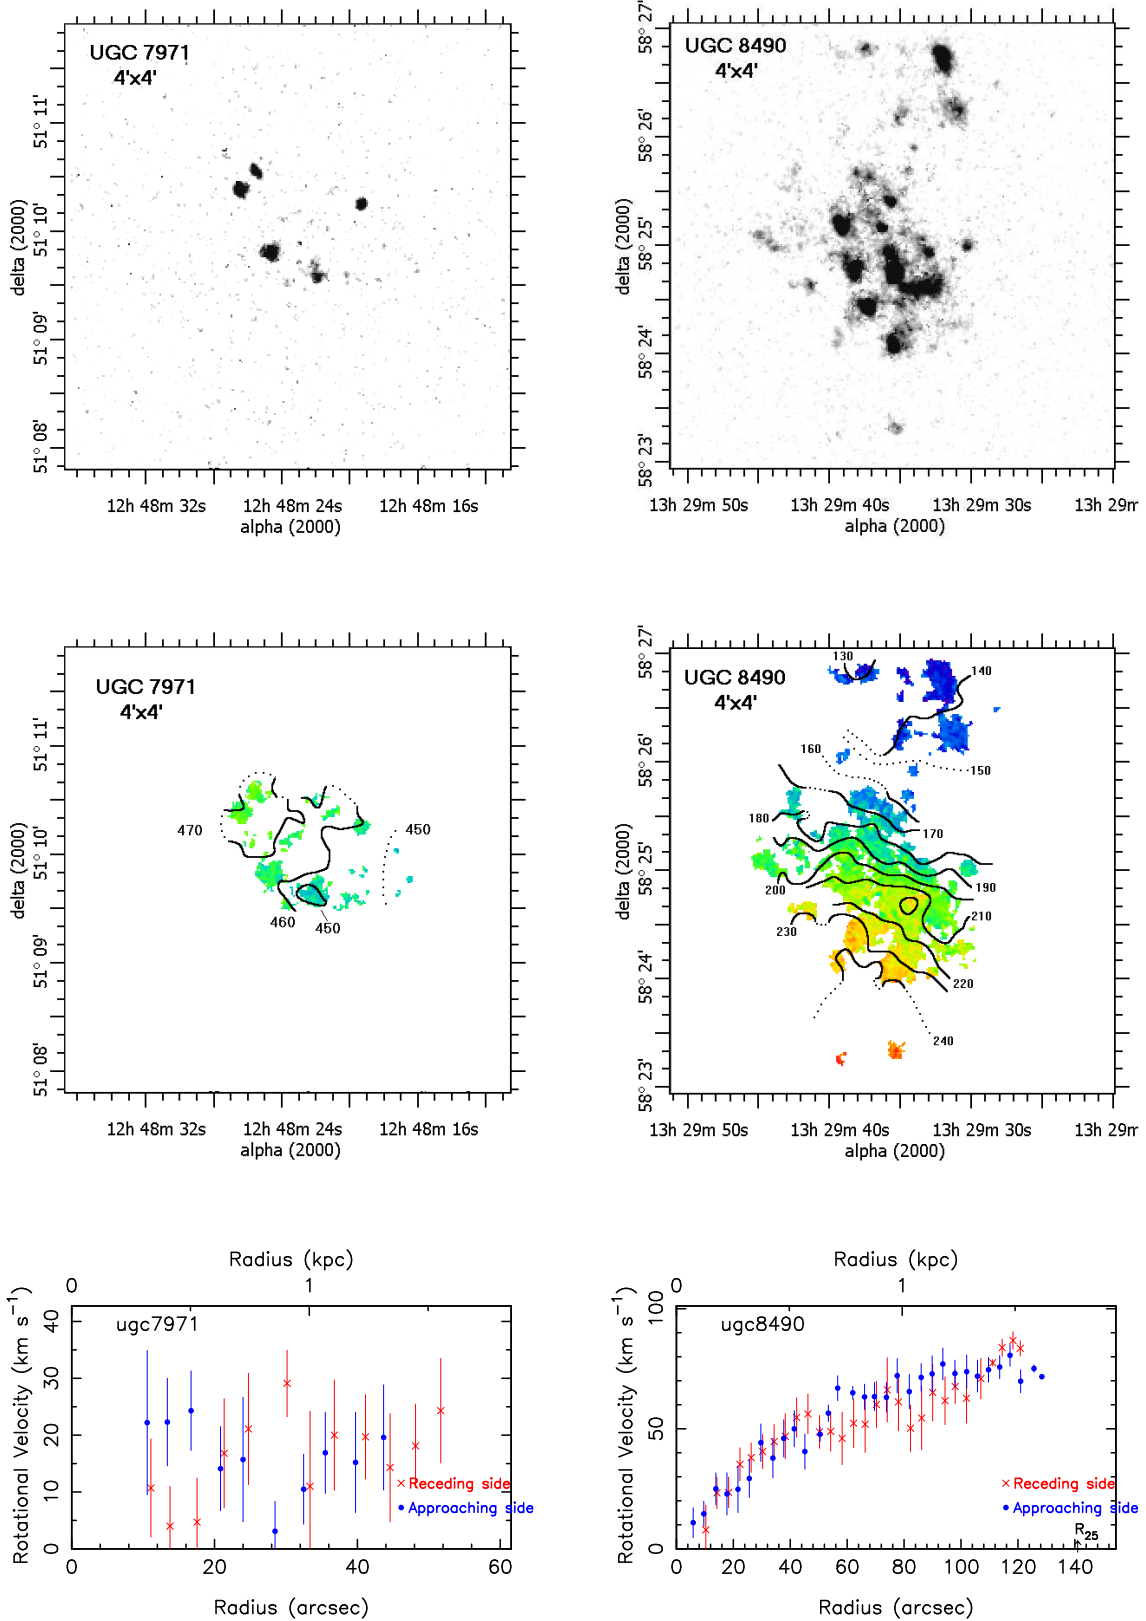 UGC 7971
4'x4'
delta (2000)
51° 11'
51° 10'
51° 09'
51° 08'
12h 48m 32s 12h 48m 24s 12h 48m 16s
alpha (2000)
UGC 8490
4'x4'
delta (2000)
58° 27'
58° 26'
58° 25'
58° 24'
58° 23'
13h 29m 50s 13h 29m 40s 13h 29m 30s 13h 29m
alpha (2000)
UGC 7971
4'x4'
delta (2000)
51° 11'
51° 10'
51° 09'
51° 08'
470
450
460
450
12h 48m 32s 12h 48m 24s 12h 48m 16s
alpha (2000)
UGC 8490
4'x4'
delta (2000)
58° 27'
58° 26'
58° 25'
58° 24'
58° 23'
130
140
160
150
180
170
200
190
210
230
220
240
13h 29m 50s 13h 29m 40s 13h 29m 30s 13h 29m
alpha (2000)
Radius (kpc)
0 1
ugc7971
Rotational Velocity (km s⁻¹)
40
30
20
10
0
Receding side
Approaching side
0 20 40 60
Radius (arcsec)
Radius (kpc)
0 1
ugc8490
Rotational Velocity (km s⁻¹)
100
50
0
Receding side
Approaching side
R25
0 20 40 60 80 100 120 140
Radius (arcsec)